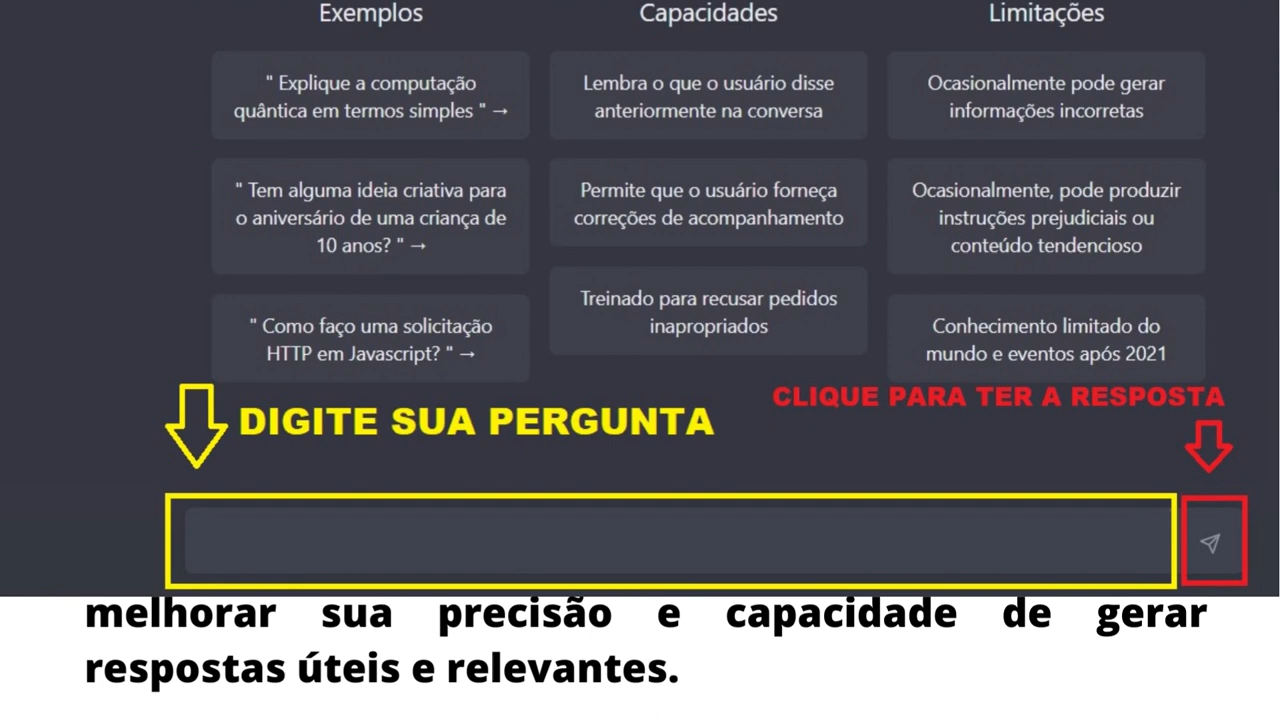 Exemplos
Capacidades
Limitações
" Explique a computação
quântica em termos simples " →
Lembra o que o usuário disse
anteriormente na conversa
Ocasionalmente pode gerar
informações incorretas
" Tem alguma ideia criativa para
o aniversário de uma criança de
10 anos? " →
Permite que o usuário forneça
correções de acompanhamento
Ocasionalmente, pode produzir
instruções prejudiciais ou
conteúdo tendencioso
" Como faço uma solicitação
HTTP em Javascript? " →
Treinado para recusar pedidos
inapropriados
Conhecimento limitado do
mundo e eventos após 2021
DIGITE SUA PERGUNTA
CLIQUE PARA TER A RESPOSTA
melhorar sua precisão e capacidade de gerar
respostas úteis e relevantes.